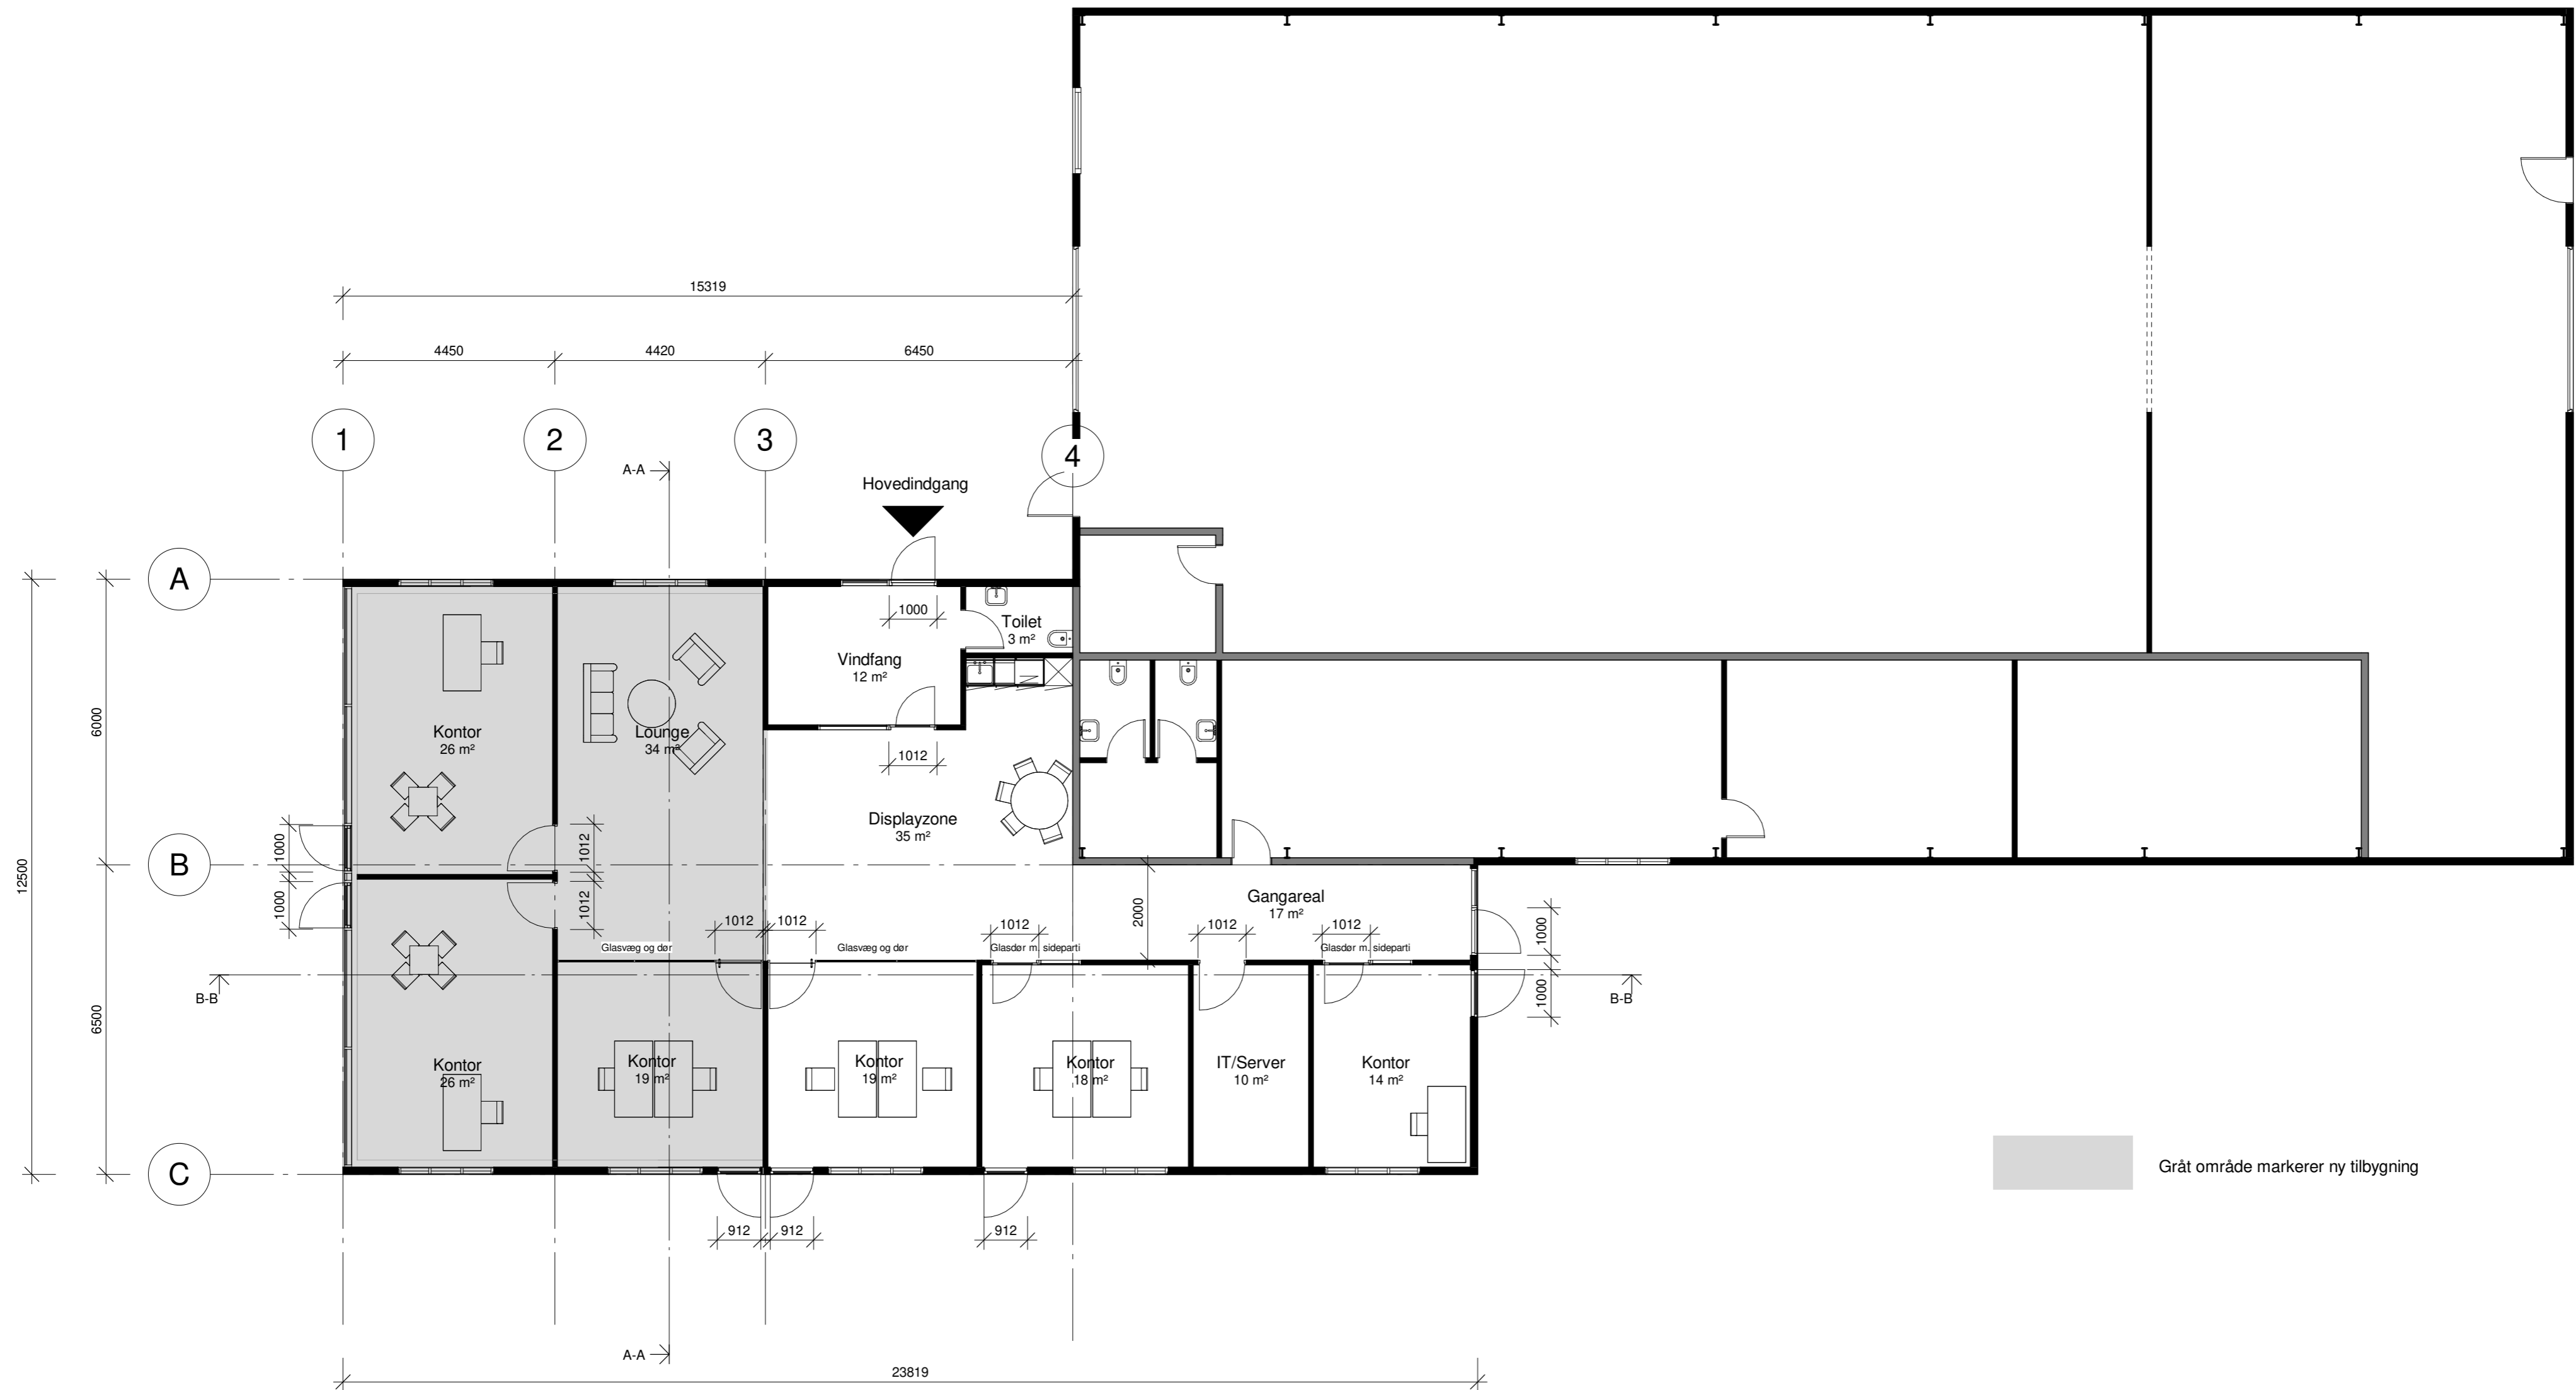 15319
4450
4420
6450
1
2
3
4
A-A
Hovedindgang
A
1000
Toilet
3 m²
Vindfang
12 m²
Kontor
26 m²
Lounge
34 m²
1012
6000
Displayzone
35 m²
1000
1012
B
12500
1000
1012
Gangareal
17 m²
2000
1012
1012
1012
1012
1012
1000
Glasvæg og dør
Glasvæg og dør
Glasdør m. sideparti
Glasdør m. sideparti
B-B
B-B
1000
6500
Kontor
26 m²
Kontor
19 m²
Kontor
19 m²
Kontor
18 m²
IT/Server
10 m²
Kontor
14 m²
C
Gråt område markerer ny tilbygning
912
912
912
A-A
23819